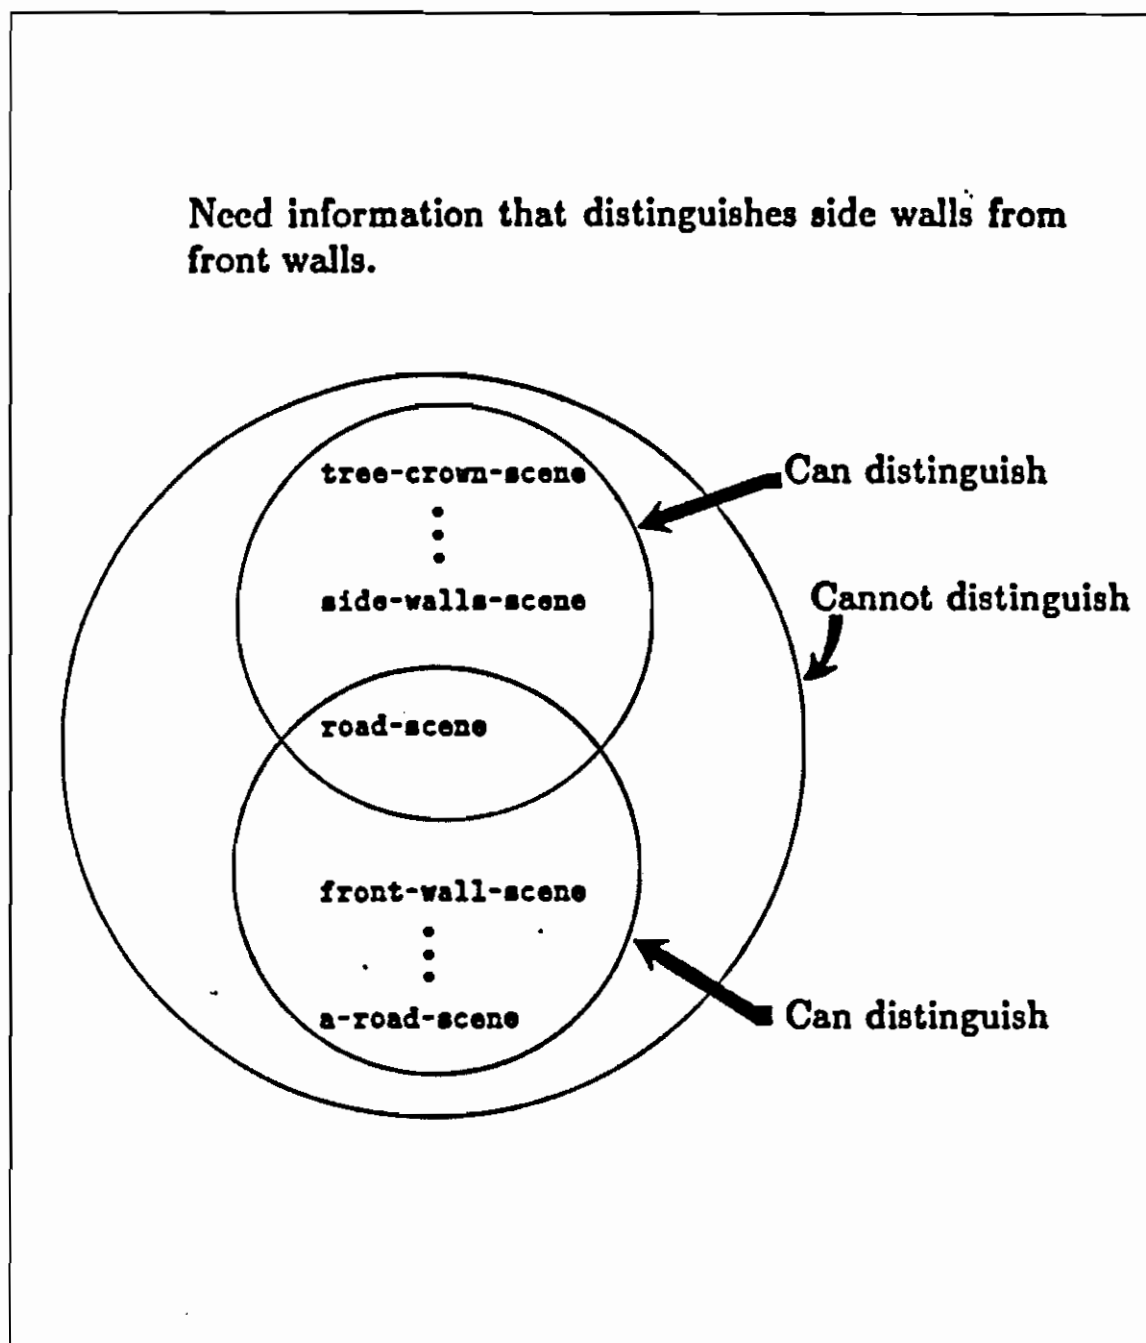 Need information that distinguishes side walls from
front walls.
tree-crown-scene
Can distinguish
side-walls-scene
Cannot distinguish
road-scene
front-wall-scene
a-road-scene
Can distinguish